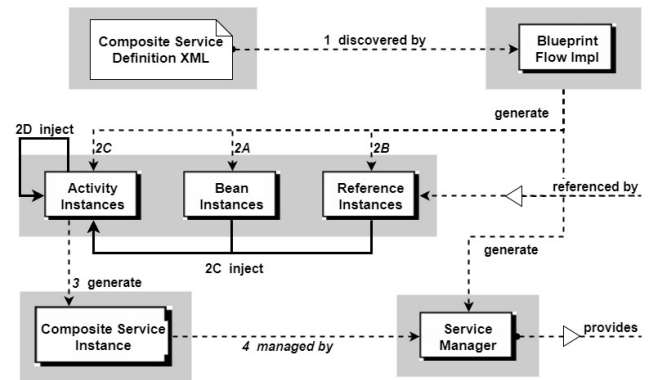 Composite Service
Definition XML
1 discovered by
Blueprint
Flow Impl
generate
2D inject
2C
2A
2B
Activity
Instances
Bean
Instances
Reference
Instances
referenced by
2C inject
generate
3 generate
Composite Service
Instance
4 managed by
Service
Manager
provides